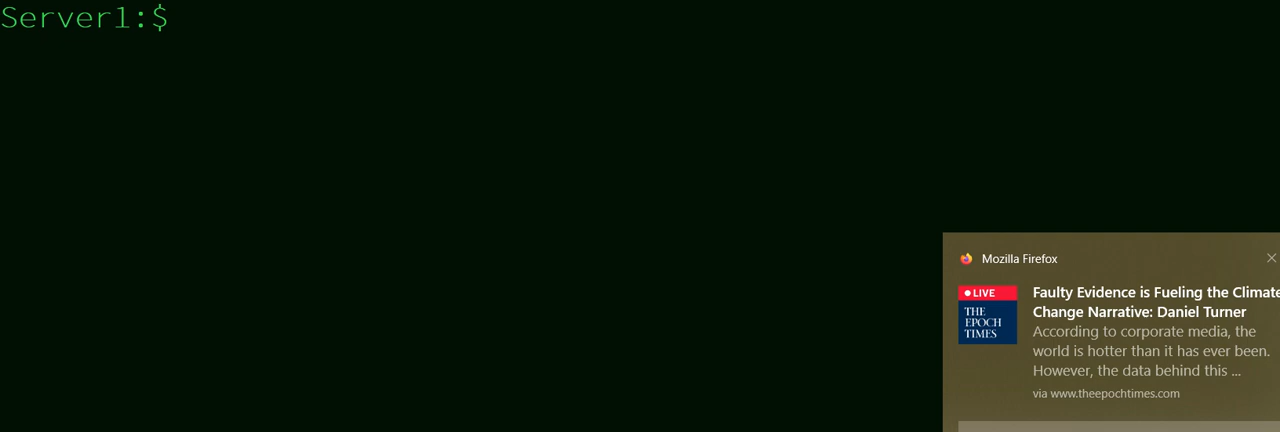 Server1:$
Mozilla Firefox
LIVE
THE
EPOCH
TIMES
Faulty Evidence is Fueling the Climate
Change Narrative: Daniel Turner
According to corporate media, the
world is hotter than it has ever been.
However, the data behind this ...
via www.theepochtimes.com